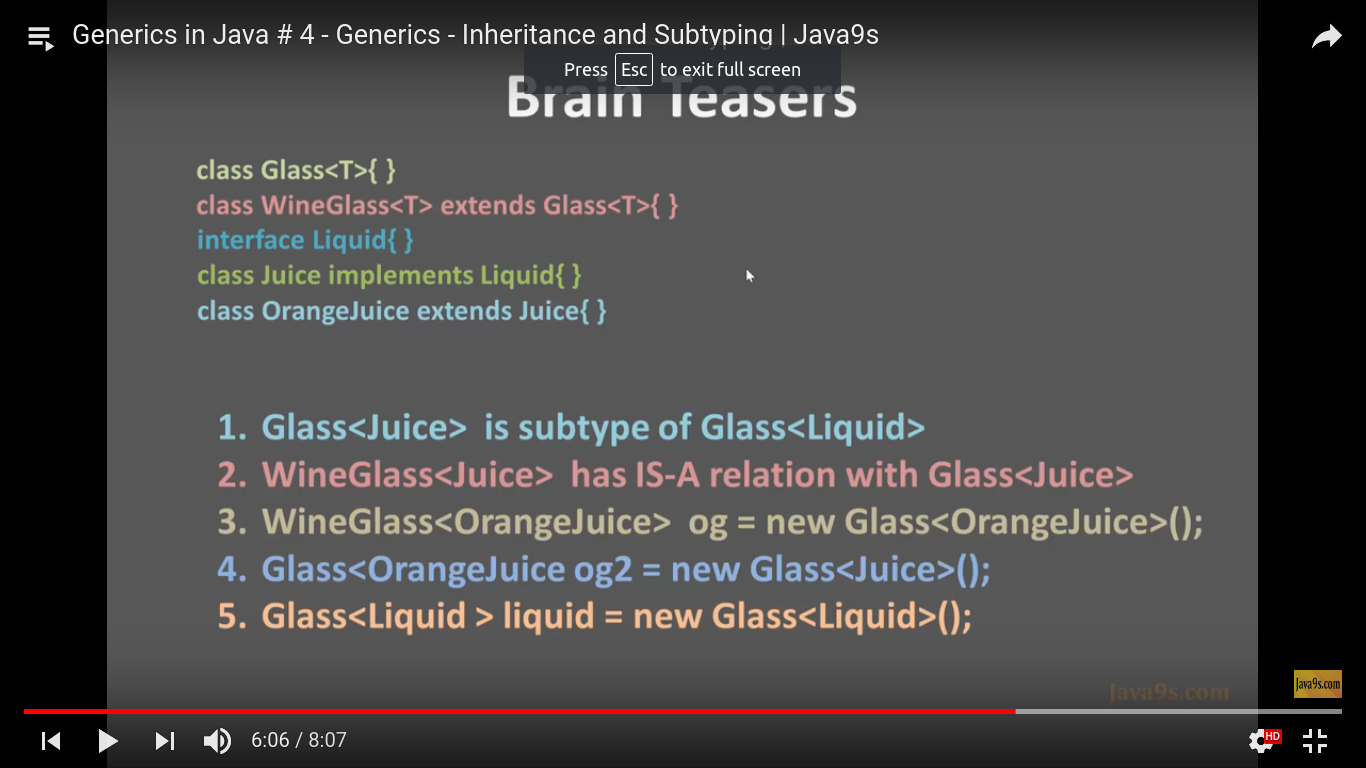 Generics in Java # 4 - Generics - Inheritance and Subtyping | Java9s
Press Esc to exit full screen
Brain Teasers
class Glass<T>{ }
class WineGlass<T> extends Glass<T>{ }
interface Liquid{ }
class Juice implements Liquid{ }
class OrangeJuice extends Juice{ }
1. Glass<Juice> is subtype of Glass<Liquid>
2. WineGlass<Juice> has IS-A relation with Glass<Juice>
3. WineGlass<OrangeJuice> og = new Glass<OrangeJuice>();
4. Glass<OrangeJuice og2 = new Glass<Juice>();
5. Glass<Liquid > liquid = new Glass<Liquid>();
Java9s.com
Java9s.com
6:06 / 8:07
HD